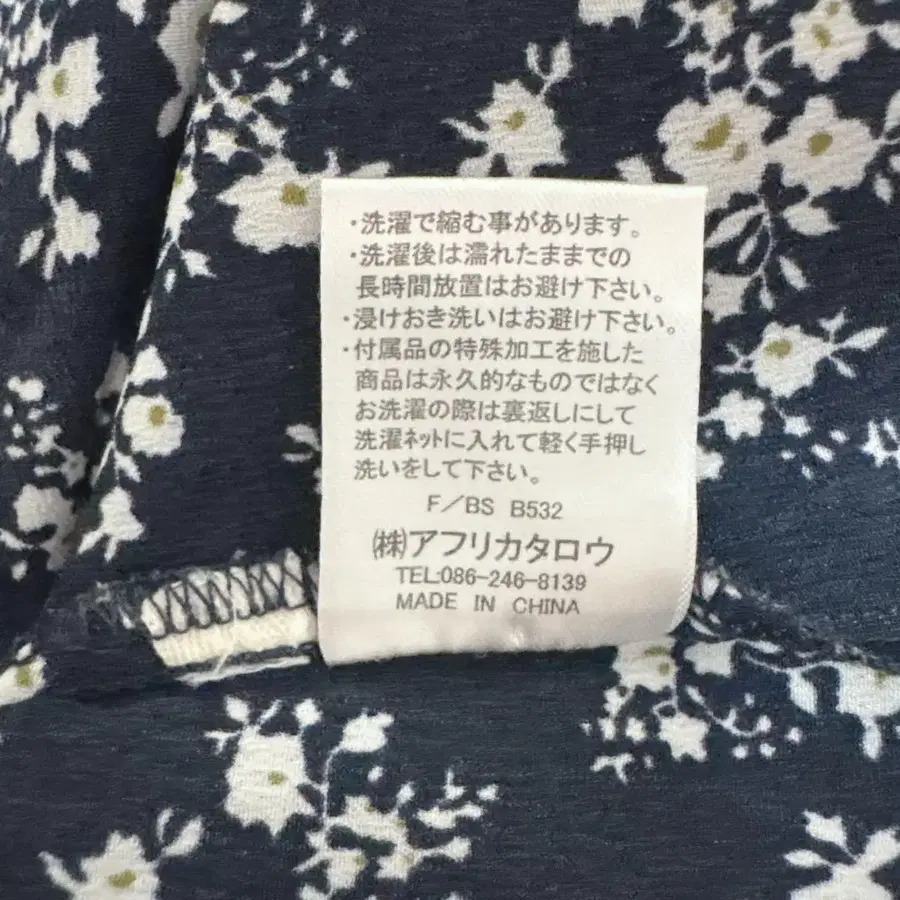 ・洗濯で縮む事があります。
・洗濯後は濡れたままでの
長時間放置はお避け下さい。
・浸けおき洗いはお避け下さい。
・付属品の特殊加工を施した
商品は永久的なものではなく
お洗濯の際は裏返しにして
洗濯ネットに入れて軽く手押し
洗いをして下さい。
F/BS B532
㈱アフリカタロウ
TEL:086-246-8139
MADE IN CHINA